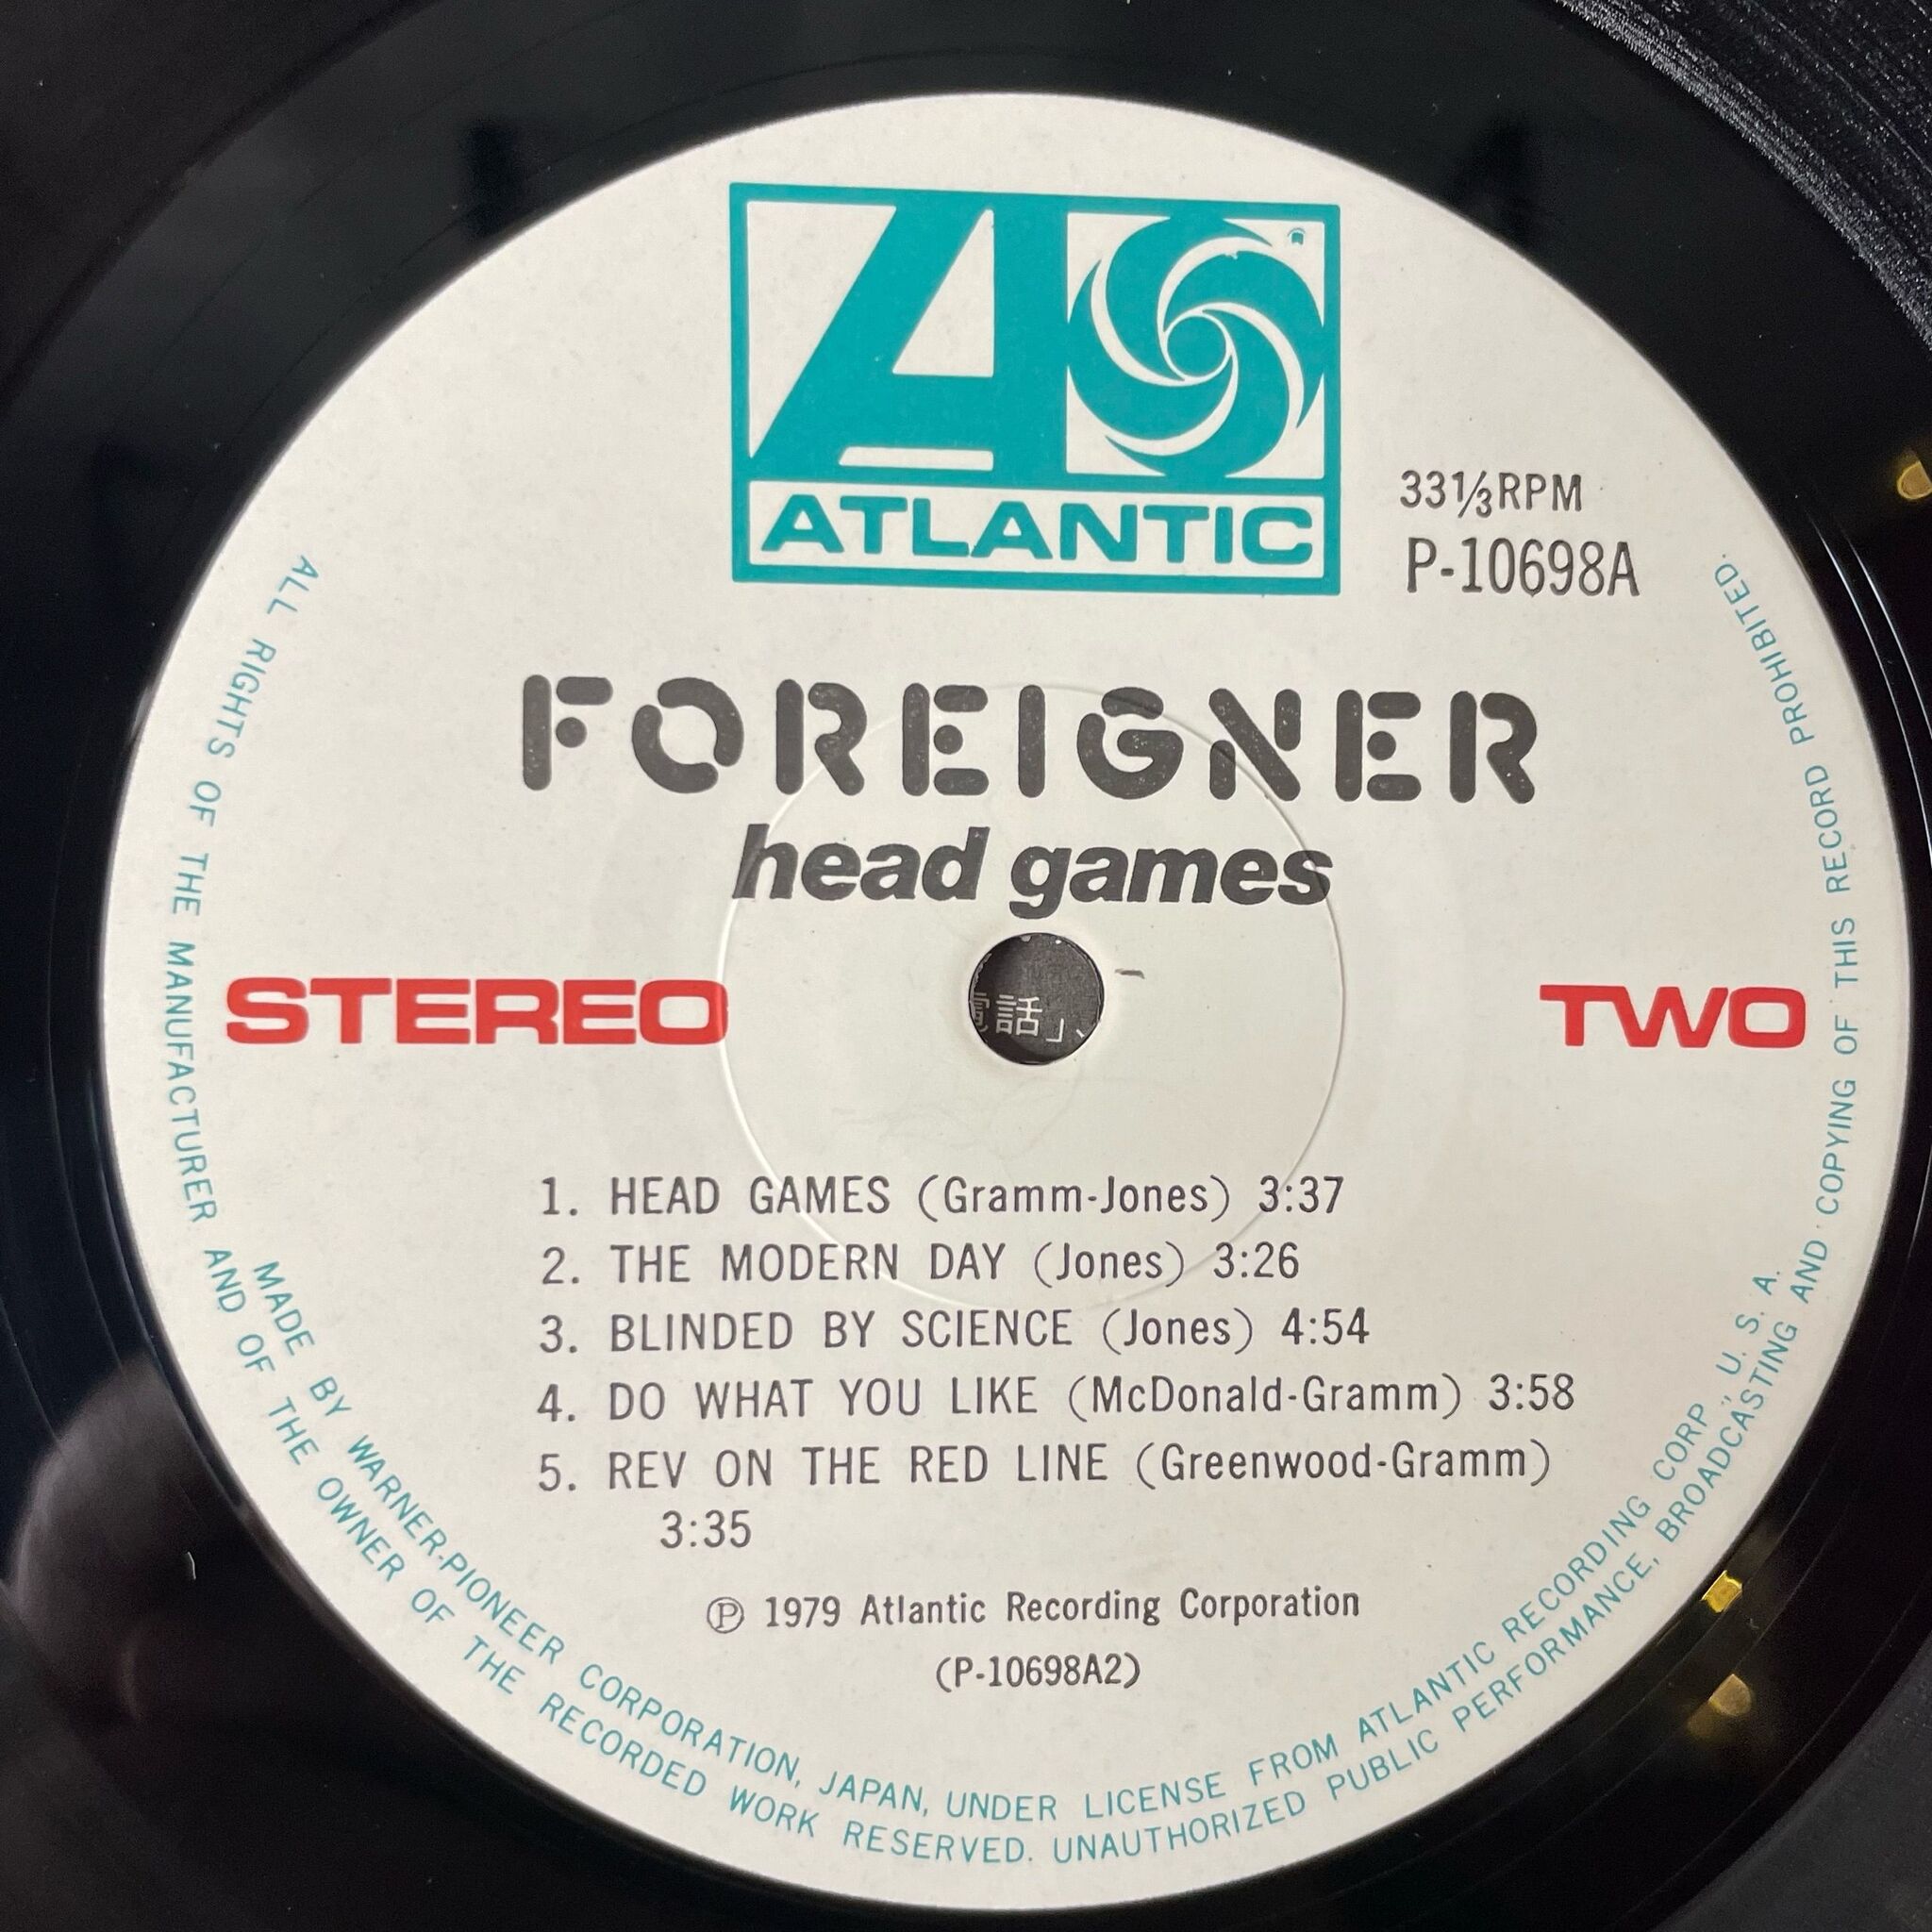 ATLANTIC
33⅓RPM
P-10698A
FOREIGNER
head games
STEREO
話」、
TWO
1. HEAD GAMES (Gramm-Jones) 3:37
2. THE MODERN DAY (Jones) 3:26
3. BLINDED BY SCIENCE (Jones) 4:54
4. DO WHAT YOU LIKE (McDonald-Gramm) 3:58
5. REV ON THE RED LINE (Greenwood-Gramm)
3:35
Ⓟ 1979 Atlantic Recording Corporation
(P-10698A2)
MADE BY WARNER-PIONEER CORPORATION, JAPAN, UNDER LICENSE FROM ATLANTIC RECORDING CORP., U. S. A.
ALL RIGHTS OF THE MANUFACTURER AND OF THE OWNER OF THE RECORDED WORK RESERVED. UNAUTHORIZED PUBLIC PERFORMANCE, BROADCASTING AND COPYING OF THIS RECORD PROHIBITED.